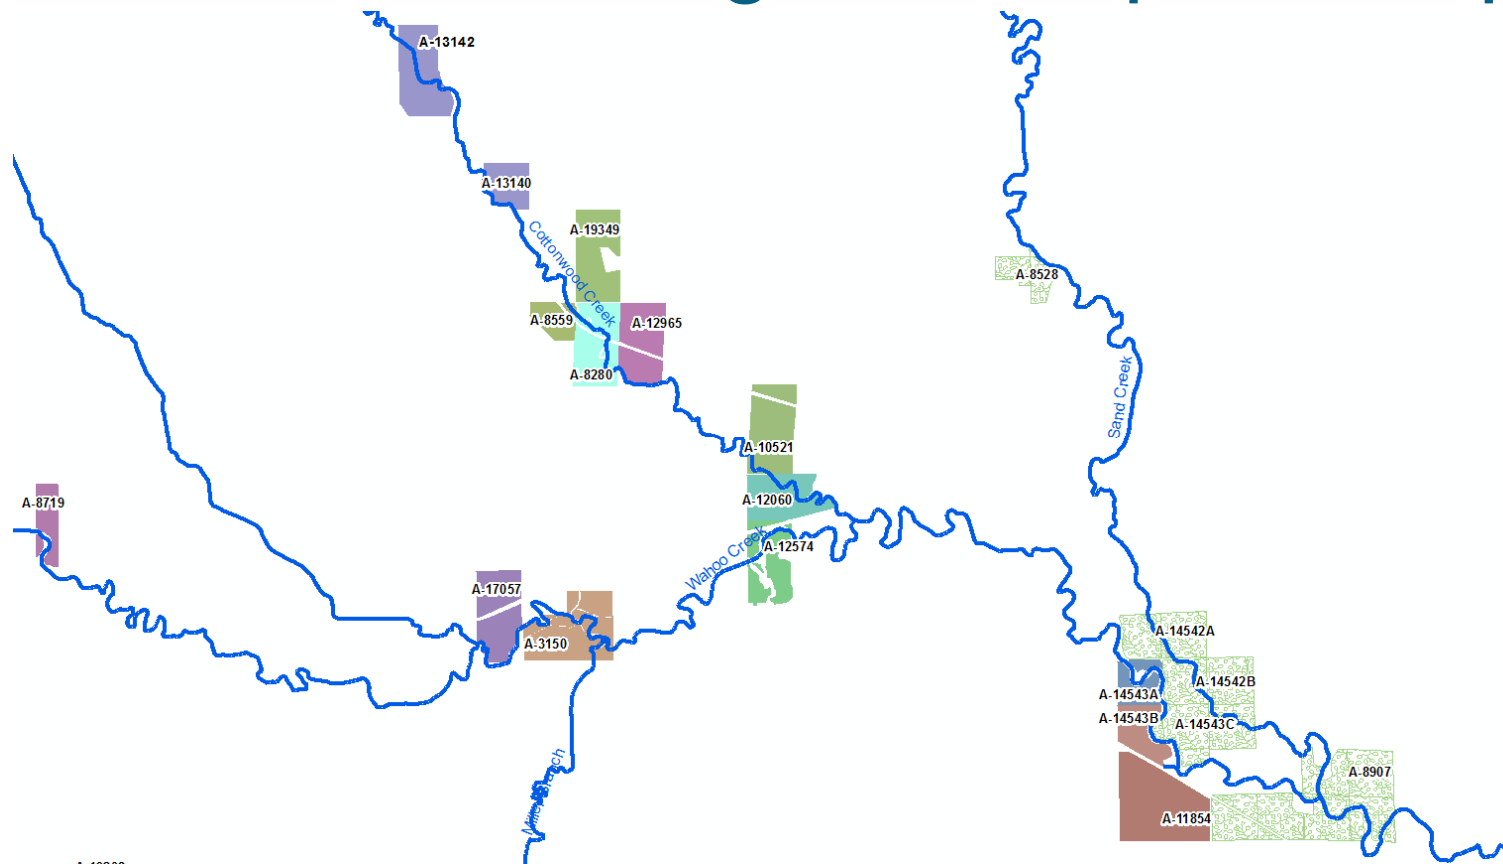 A-13142
A-13140
A-19349
Cottonwood Creek
A-8559
A-12965
A-8280
A-8528
Sand Creek
A-10521
A-12060
A-8719
Wahoo Creek
A-12574
A-17057
A-3150
A-14542A
A-14542B
A-14543A
A-14543B
A-14543C
Branch
A-8907
A-11854